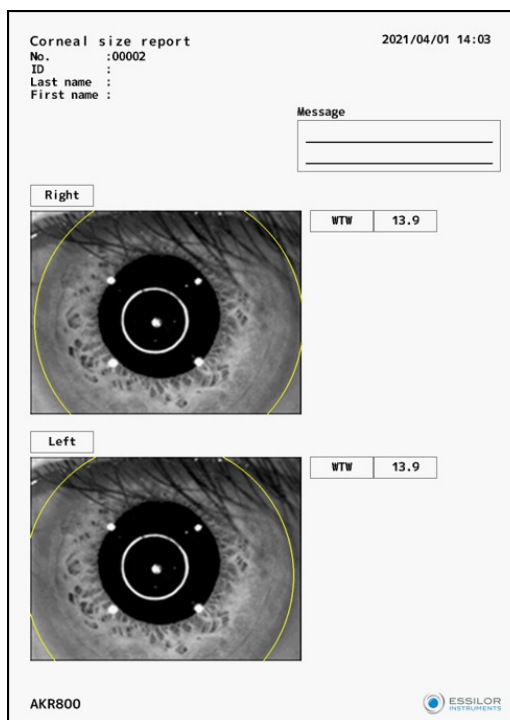 Corneal size report
2021/04/01 14:03
No. :00002
ID :
Last name :
First name :
Message
Right
WTW 13.9
Left
WTW 13.9
AKR800
ESSILOR
INSTRUMENTS